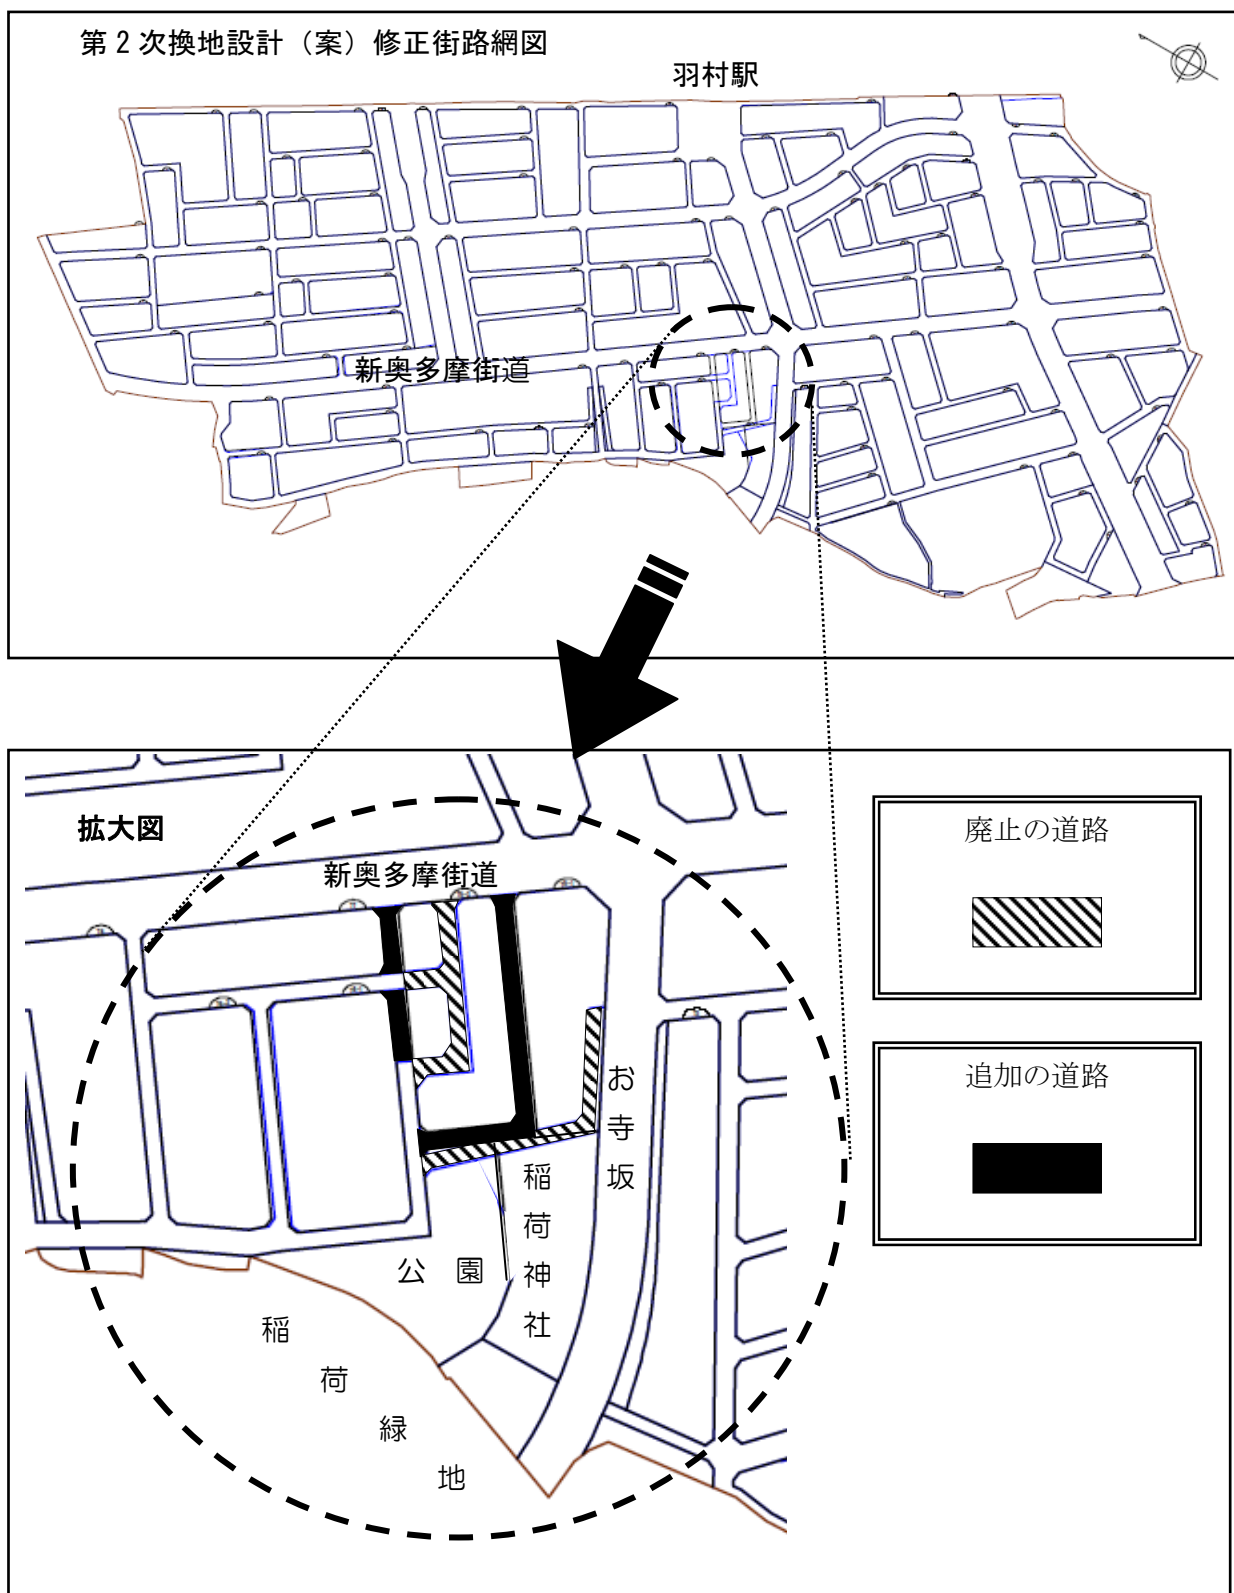 第２次換地設計（案）修正街路網図
羽村駅
新奥多摩街道
拡大図
新奥多摩街道
廃止の道路
追加の道路
お寺坂
稲荷神社
公園
稲荷緑地